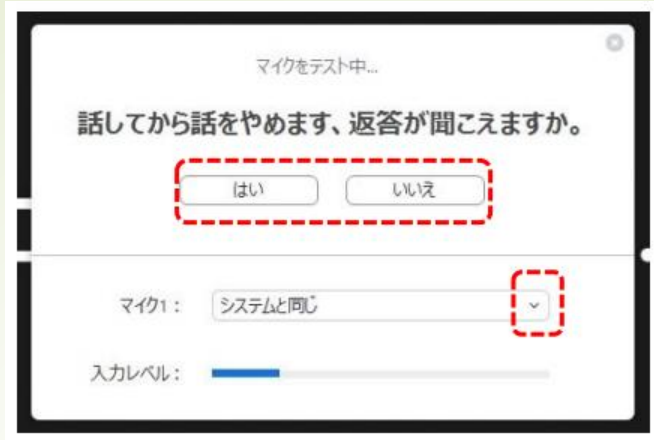 マイクをテスト中...
話してから話をやめます、返答が聞こえますか。
はい いいえ
マイク1： システムと同じ
入力レベル：